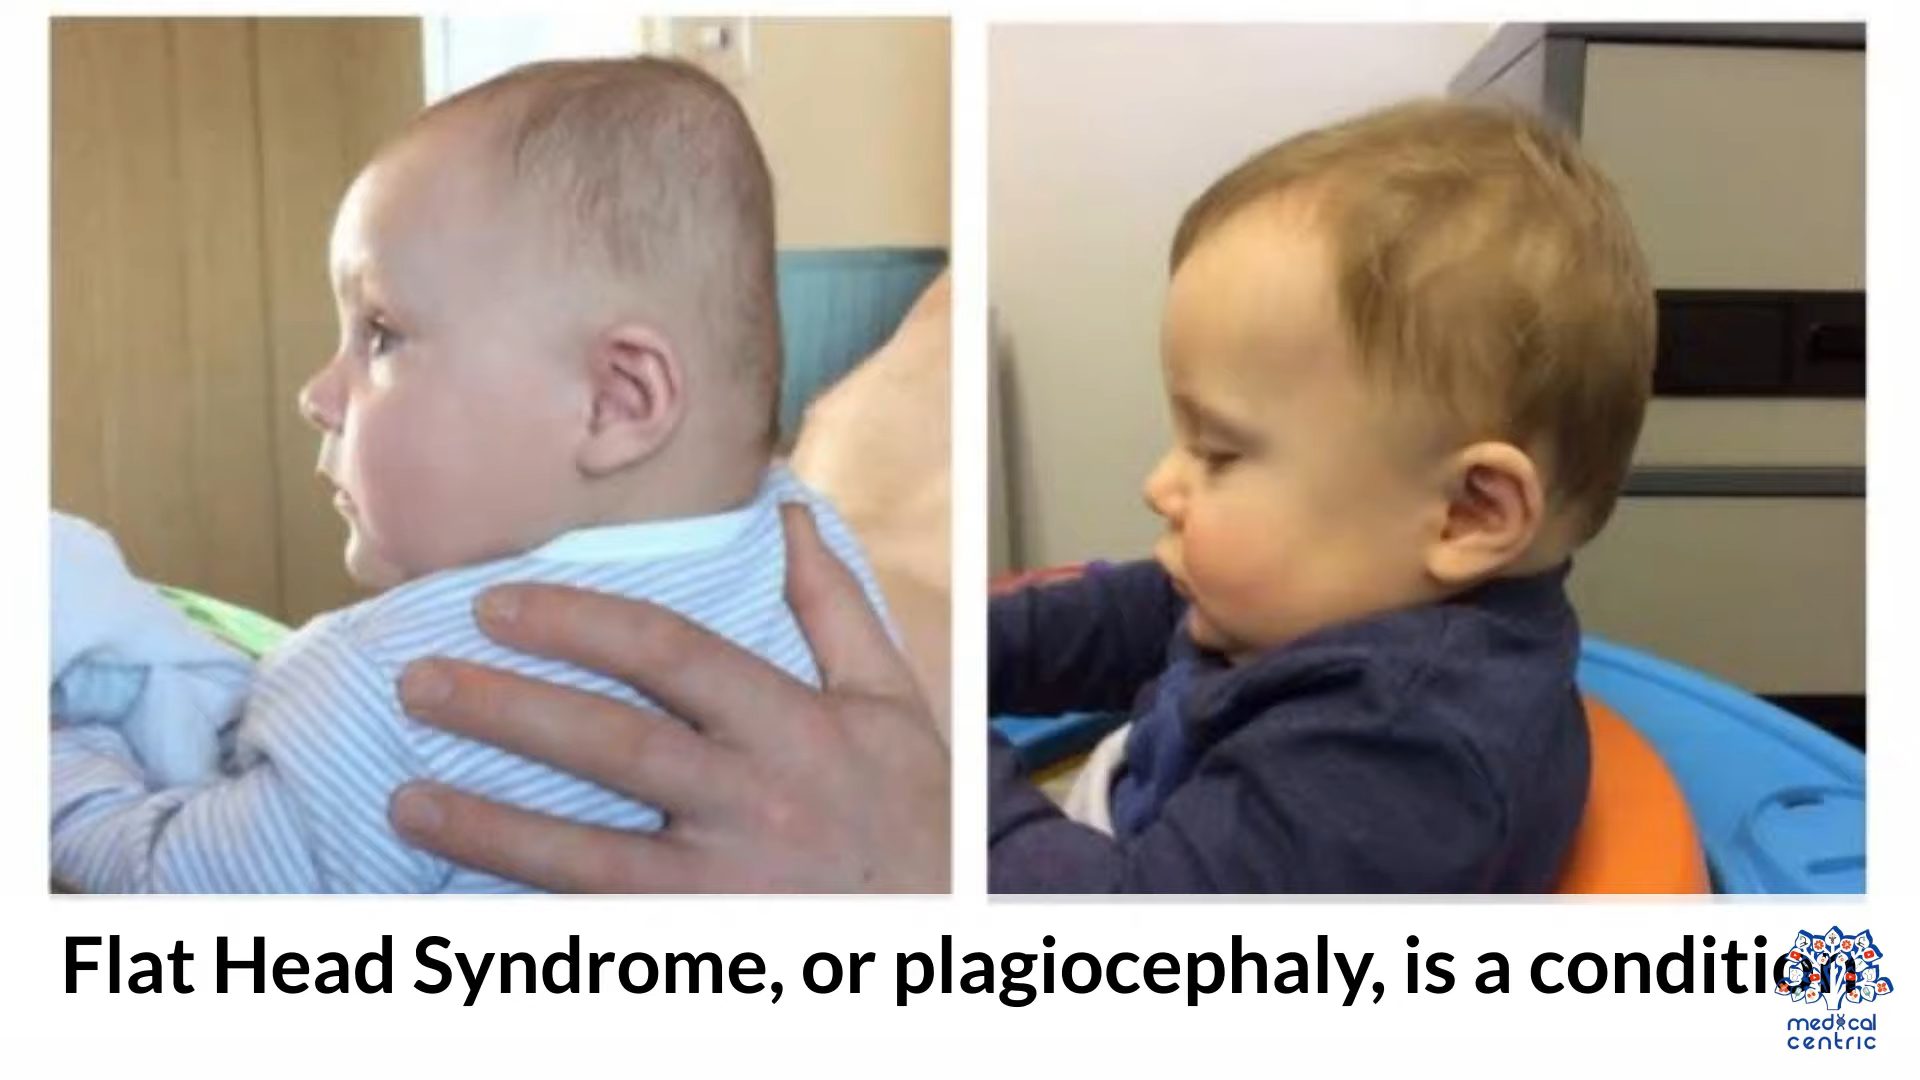 Flat Head Syndrome, or plagiocephaly, is a condition
medical
centric